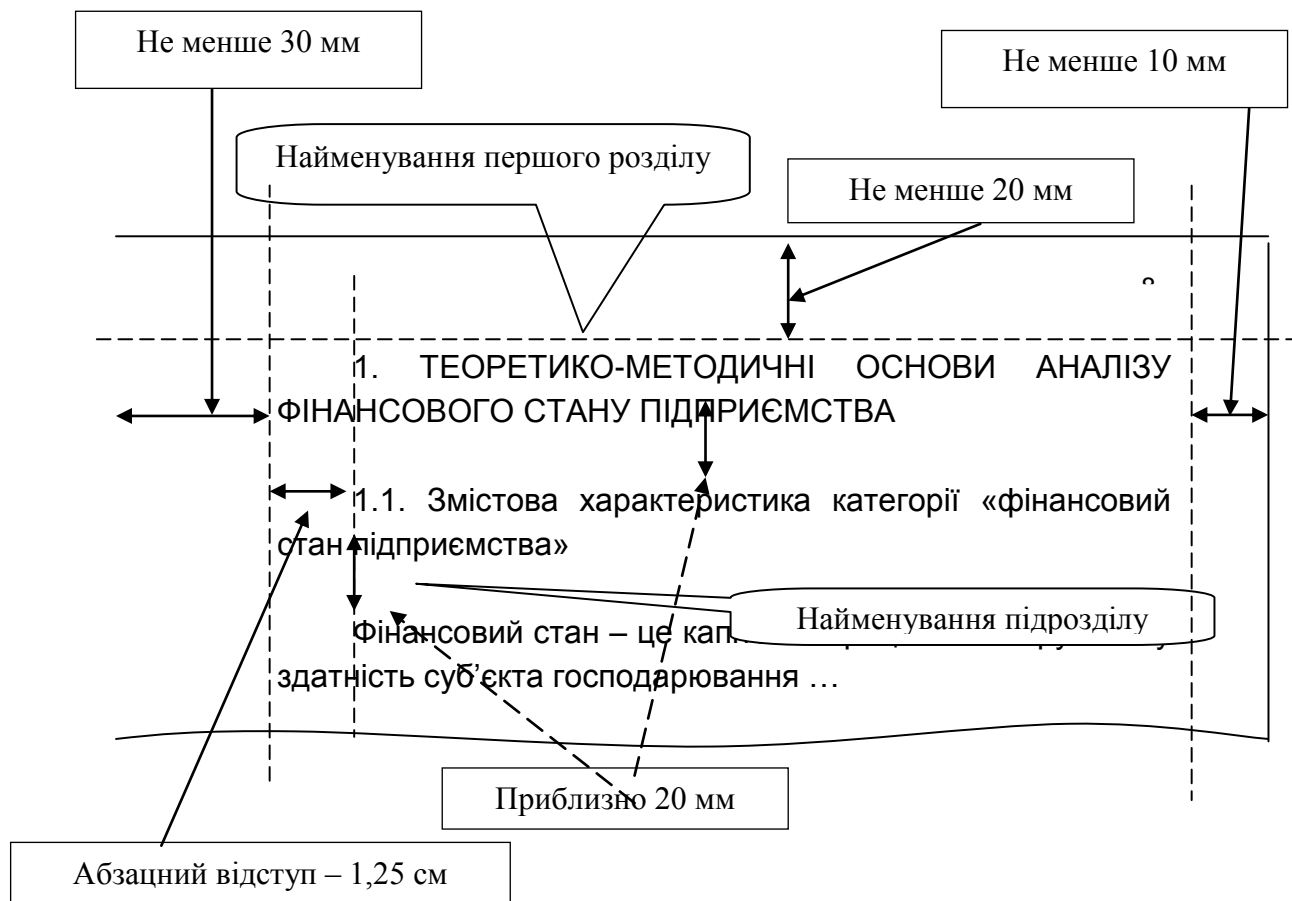 Не менше 30 мм
Не менше 10 мм
Найменування першого розділу
Не менше 20 мм
1. ТЕОРЕТИКО-МЕТОДИЧНІ ОСНОВИ АНАЛІЗУ
ФІНАНСОВОГО СТАНУ ПІДПРИЄМСТВА
1.1. Змістова характеристика категорії «фінансовий
стан підприємства»
Найменування підрозділу
Фінансовий стан – це
здатність суб’єкта господарювання …
Приблизно 20 мм
Абзацний відступ – 1,25 см